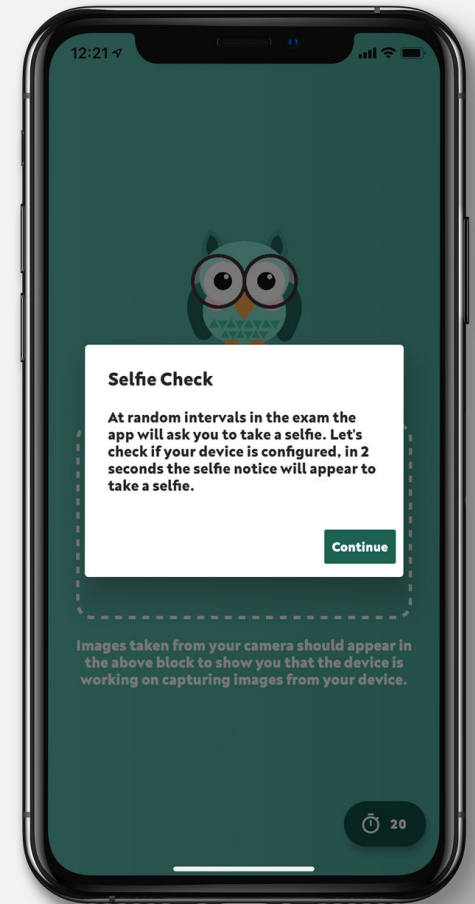 12:21
Selfie Check
At random intervals in the exam the
app will ask you to take a selfie. Let's
check if your device is configured, in 2
seconds the selfie notice will appear to
take a selfie.
Continue
Images taken from your camera should appear in
the above block to show you that the device is
working on capturing images from your device.
20